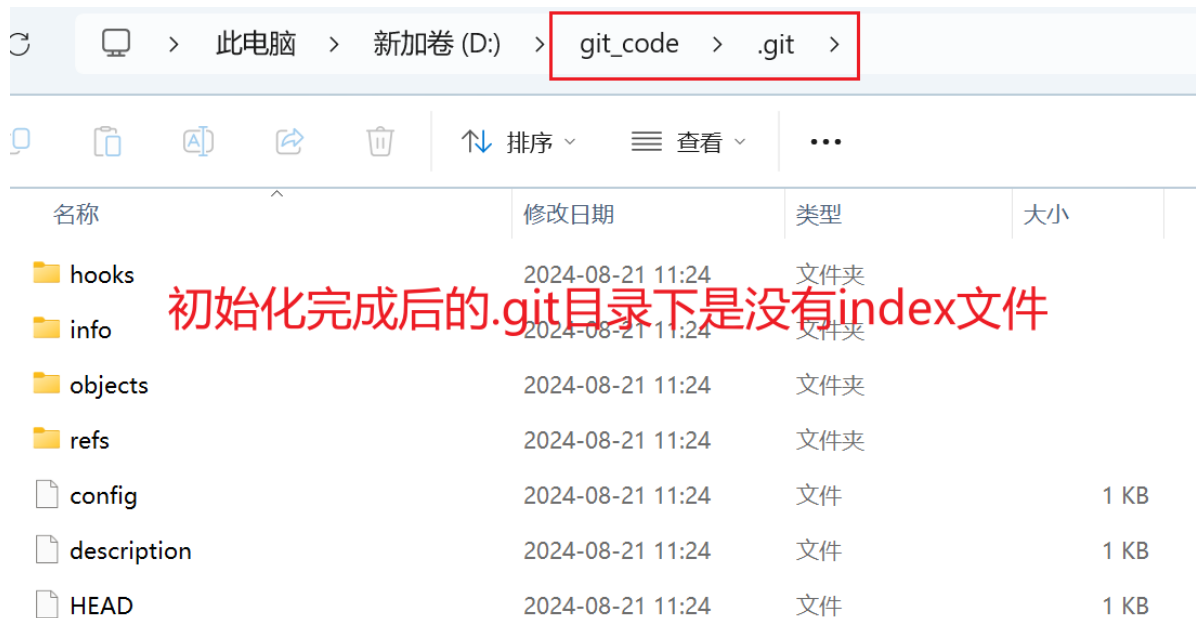 此电脑 > 新加卷 (D:) > git_code > .git >
排序 查看 •••
名称 修改日期 类型 大小
hooks 2024-08-21 11:24 文件夹
初始化完成后的.git目录下是没有index文件
info 2024-08-21 11:24 文件夹
objects 2024-08-21 11:24 文件夹
refs 2024-08-21 11:24 文件夹
config 2024-08-21 11:24 文件 1 KB
description 2024-08-21 11:24 文件 1 KB
HEAD 2024-08-21 11:24 文件 1 KB